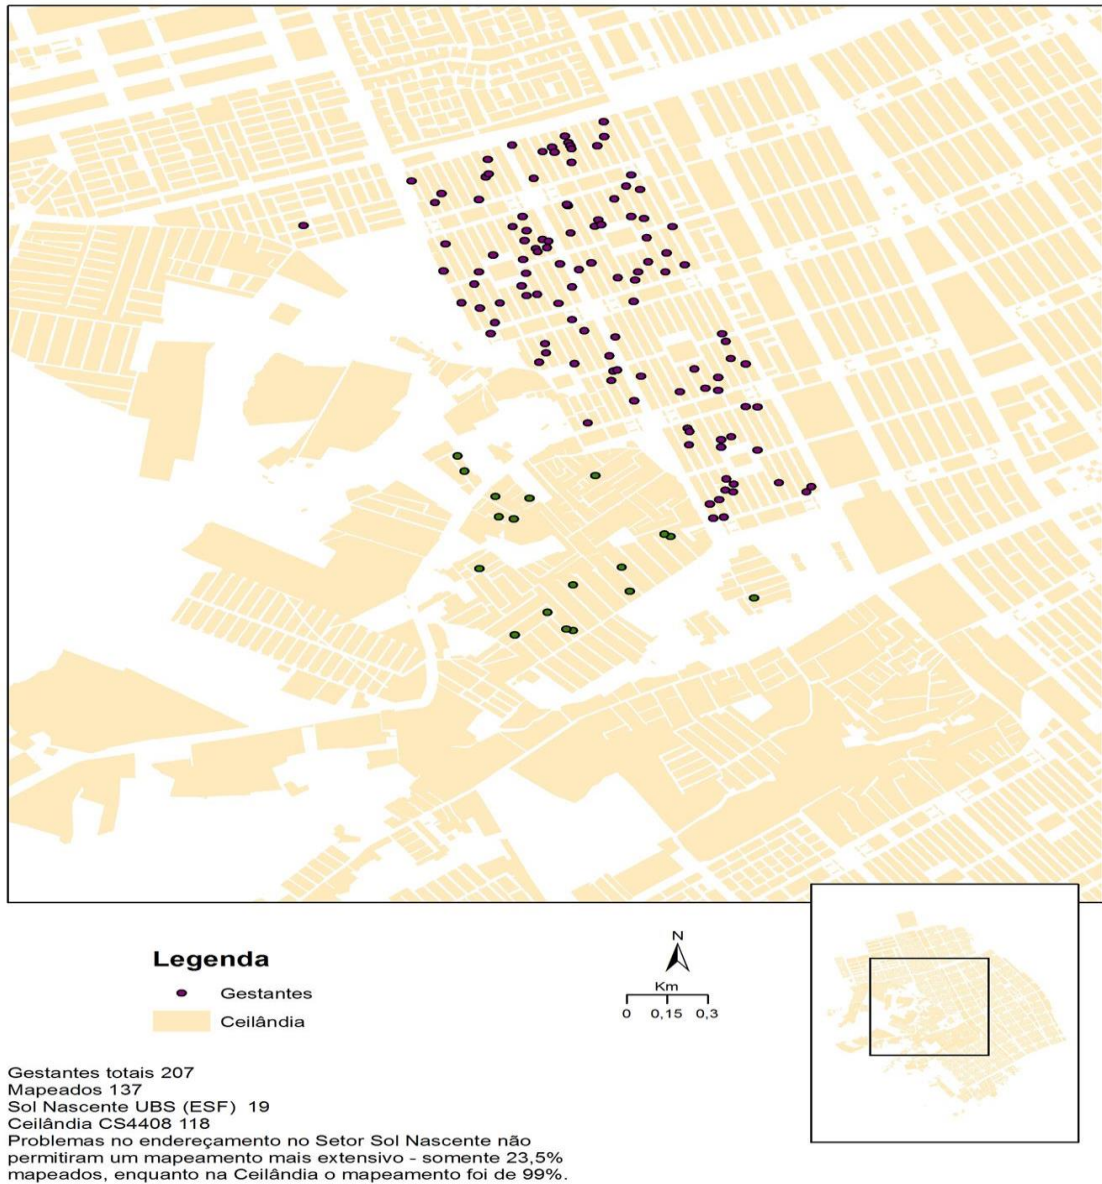 Legenda
Gestantes
Ceilândia
N
Km
0 0,15 0,3
Gestantes totais 207
Mapeados 137
Sol Nascente UBS (ESF) 19
Ceilândia CS4408 118
Problemas no endereçamento no Setor Sol Nascente não
permitiram um mapeamento mais extensivo - somente 23,5%
mapeados, enquanto na Ceilândia o mapeamento foi de 99%.